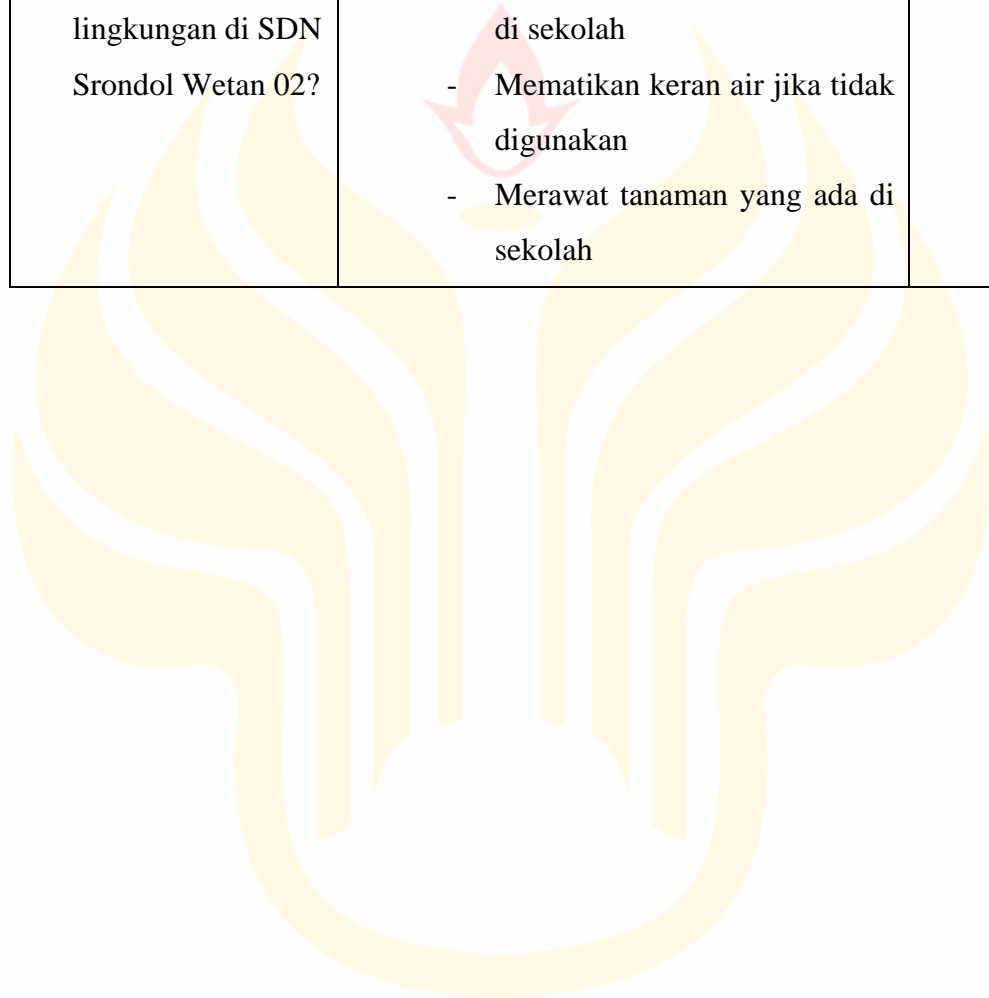 lingkungan di SDN
Srondol Wetan 02?
di sekolah
- Mematikan keran air jika tidak
digunakan
- Merawat tanaman yang ada di
sekolah